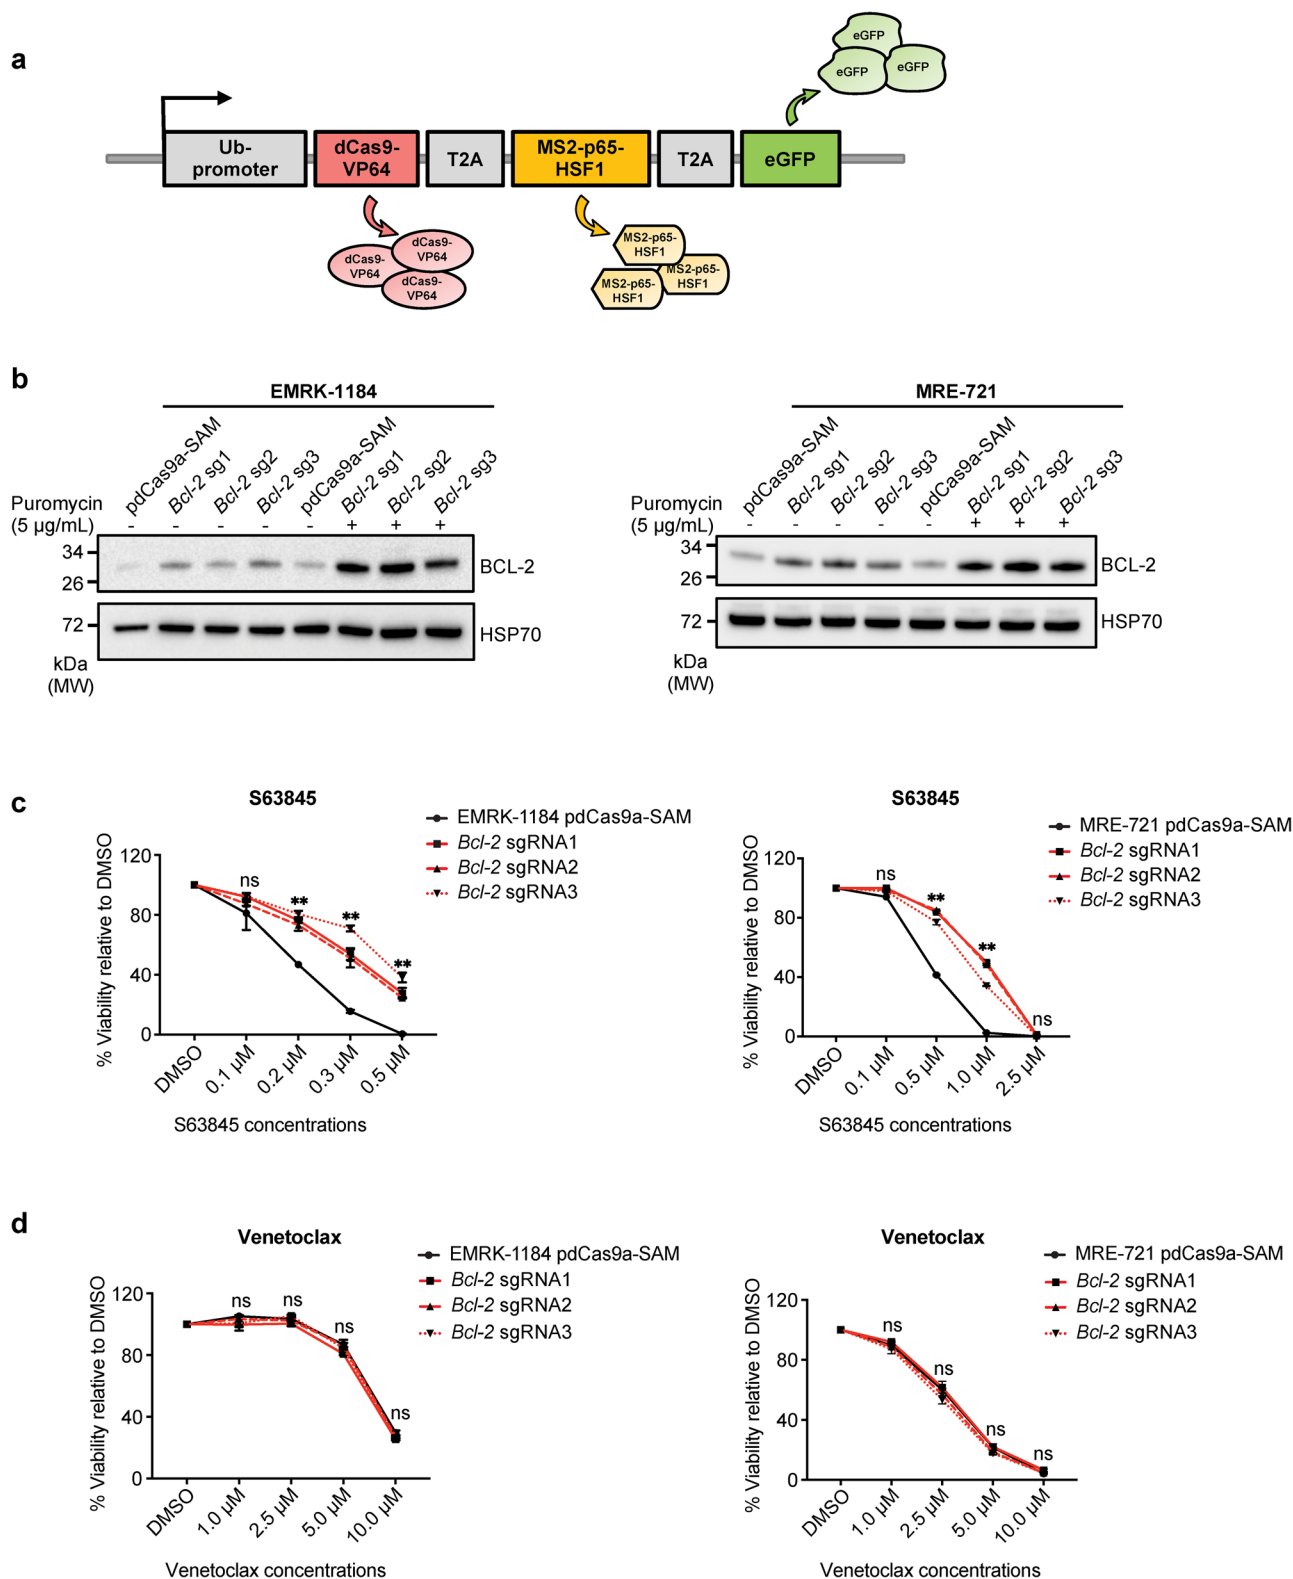 a
eGFP
eGFP
eGFP
Ub-
promoter
dCas9-
VP64
T2A
MS2-p65-
HSF1
T2A
eGFP
dCas9-
VP64
dCas9-
VP64
dCas9-
VP64
MS2-p65-
HSF1
MS2-p65-
HSF1
MS2-p65-
HSF1
b
EMRK-1184
pdCas9a-SAM
Bcl-2 sg1
Bcl-2 sg2
Bcl-2 sg3
pdCas9a-SAM
Bcl-2 sg1
Bcl-2 sg2
Bcl-2 sg3
Puromycin
(5 µg/mL) - - - - - + + +
34
26
BCL-2
72
HSP70
kDa
(MW)
MRE-721
pdCas9a-SAM
Bcl-2 sg1
Bcl-2 sg2
Bcl-2 sg3
pdCas9a-SAM
Bcl-2 sg1
Bcl-2 sg2
Bcl-2 sg3
Puromycin
(5 µg/mL) - - - - - + + +
34
26
BCL-2
72
HSP70
kDa
(MW)
c
S63845
EMRK-1184 pdCas9a-SAM
Bcl-2 sgRNA1
Bcl-2 sgRNA2
Bcl-2 sgRNA3
% Viability relative to DMSO
120
80
40
0
ns
**
**
**
DMSO
0.1 µM
0.2 µM
0.3 µM
0.5 µM
S63845 concentrations
S63845
MRE-721 pdCas9a-SAM
Bcl-2 sgRNA1
Bcl-2 sgRNA2
Bcl-2 sgRNA3
% Viability relative to DMSO
120
80
40
0
ns
**
**
ns
DMSO
0.1 µM
0.5 µM
1.0 µM
2.5 µM
S63845 concentrations
d
Venetoclax
EMRK-1184 pdCas9a-SAM
Bcl-2 sgRNA1
Bcl-2 sgRNA2
Bcl-2 sgRNA3
% Viability relative to DMSO
120
80
40
0
ns
ns
ns
ns
DMSO
1.0 µM
2.5 µM
5.0 µM
10.0 µM
Venetoclax concentrations
Venetoclax
MRE-721 pdCas9a-SAM
Bcl-2 sgRNA1
Bcl-2 sgRNA2
Bcl-2 sgRNA3
% Viability relative to DMSO
120
80
40
0
ns
ns
ns
ns
DMSO
1.0 µM
2.5 µM
5.0 µM
10.0 µM
Venetoclax concentrations